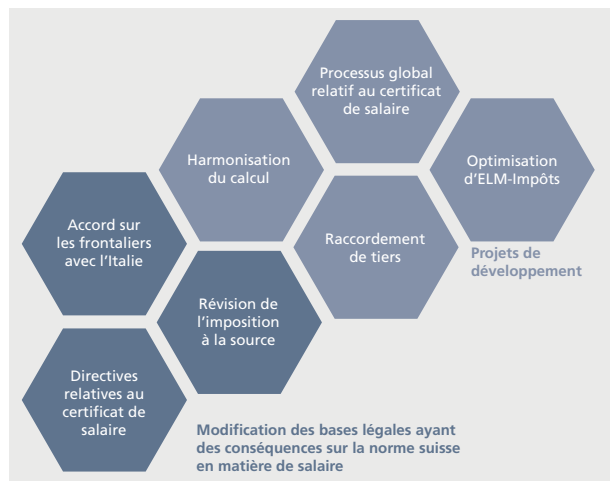 Processus global
relatif au certificat
de salaire
Harmonisation
du calcul
Optimisation
d'ELM-Impôts
Accord sur
les frontaliers
avec l'Italie
Raccordement
de tiers
Projets de
développement
Révision de
l'imposition
à la source
Directives
relatives au
certificat de
salaire
Modification des bases légales ayant
des conséquences sur la norme suisse
en matière de salaire